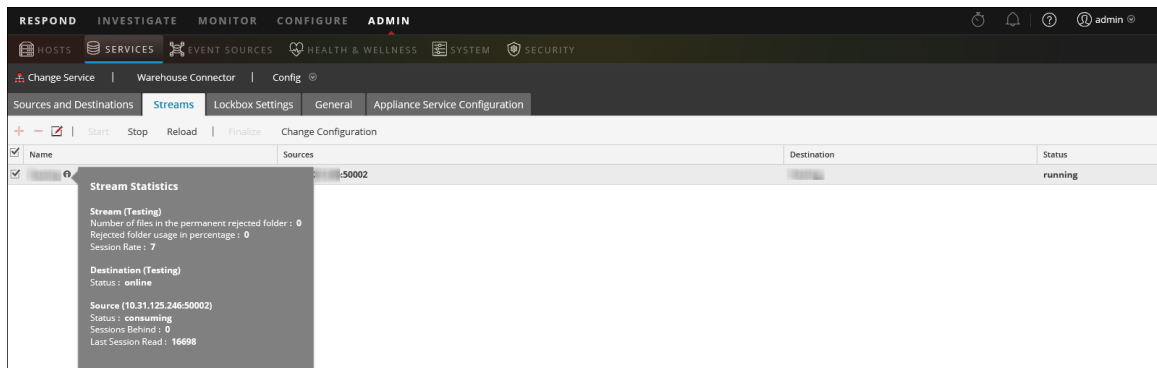 RESPOND INVESTIGATE MONITOR CONFIGURE ADMIN admin
HOSTS SERVICES EVENT SOURCES HEALTH & WELLNESS SYSTEM SECURITY
Change Service | Warehouse Connector | Config
Sources and Destinations Streams Lockbox Settings General Appliance Service Configuration
Start Stop Reload | Finalize Change Configuration
Name Sources Destination Status
:50002 running
Stream Statistics
Stream (Testing)
Number of files in the permanent rejected folder : 0
Rejected folder usage in percentage : 0
Session Rate : 7
Destination (Testing)
Status : online
Source (10.31.125.246:50002)
Status : consuming
Sessions Behind : 0
Last Session Read : 16698